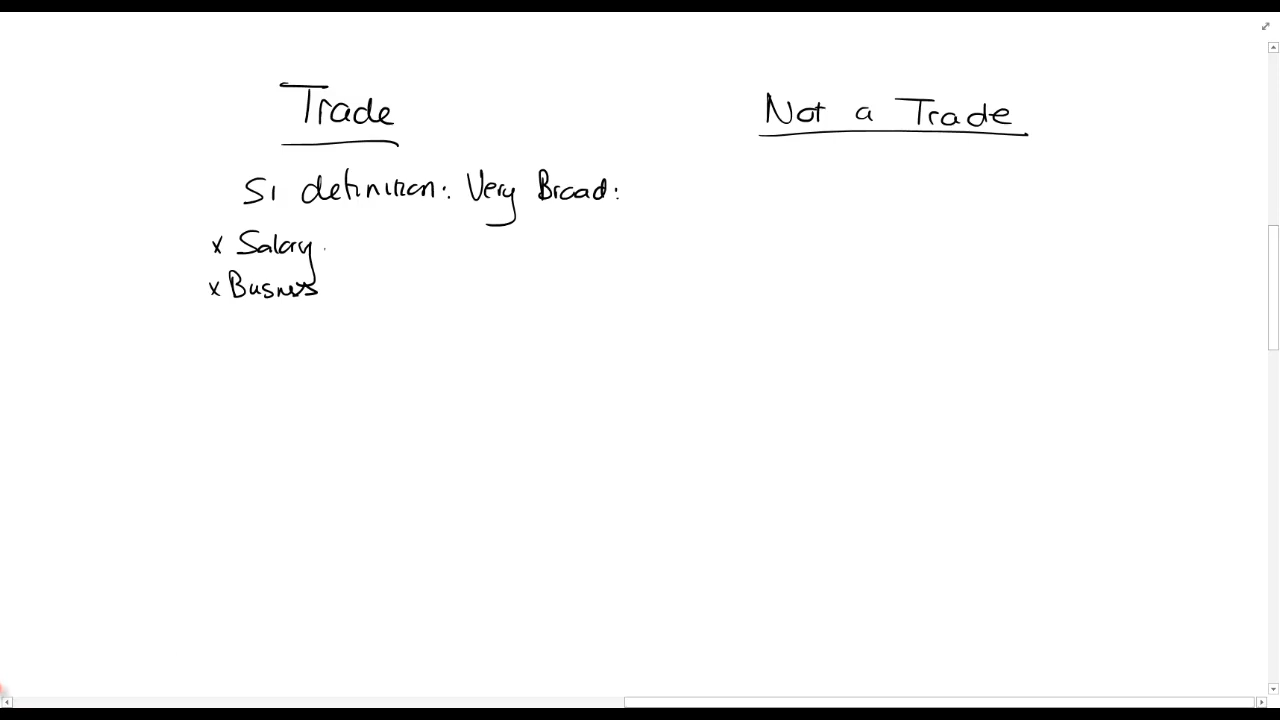 Trade
Not a Trade
S1 definition: Very Broad:
x Salary
x Business